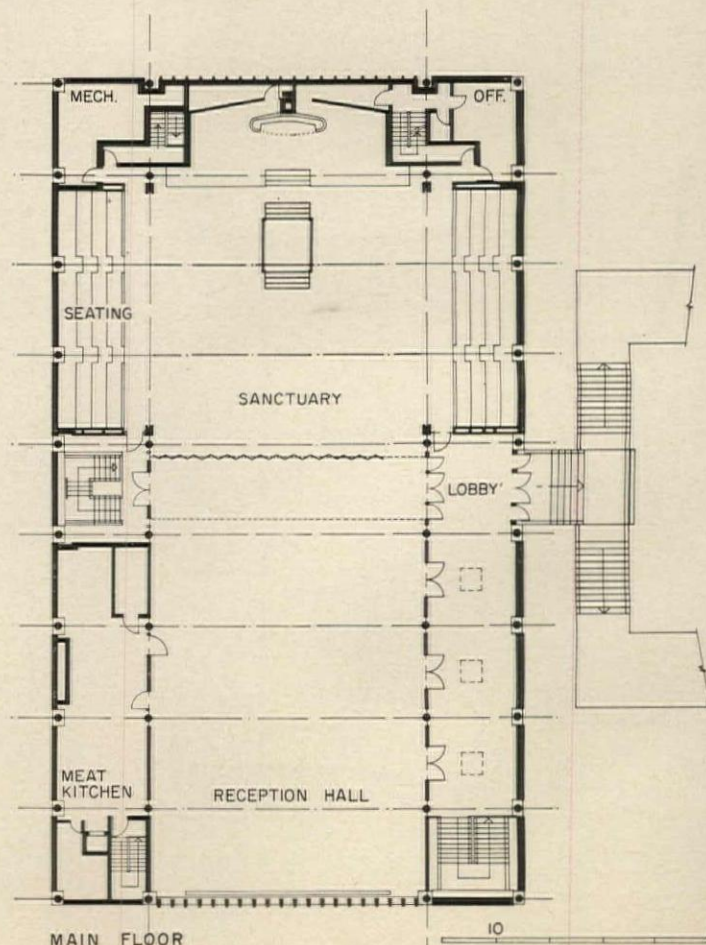 MECH.
OFF.
SEATING
SANCTUARY
LOBBY
MEAT
KITCHEN
RECEPTION HALL
MAIN FLOOR
10